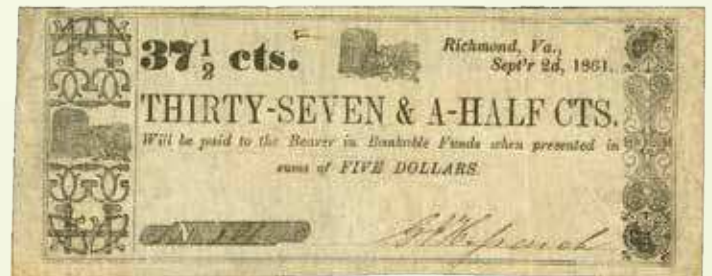 37½ cts.
Richmond, Va.,
Sept'r 2d, 1861.
THIRTY-SEVEN & A-HALF CTS.
Will be paid to the Bearer in Bankable Funds when presented in
sums of FIVE DOLLARS.